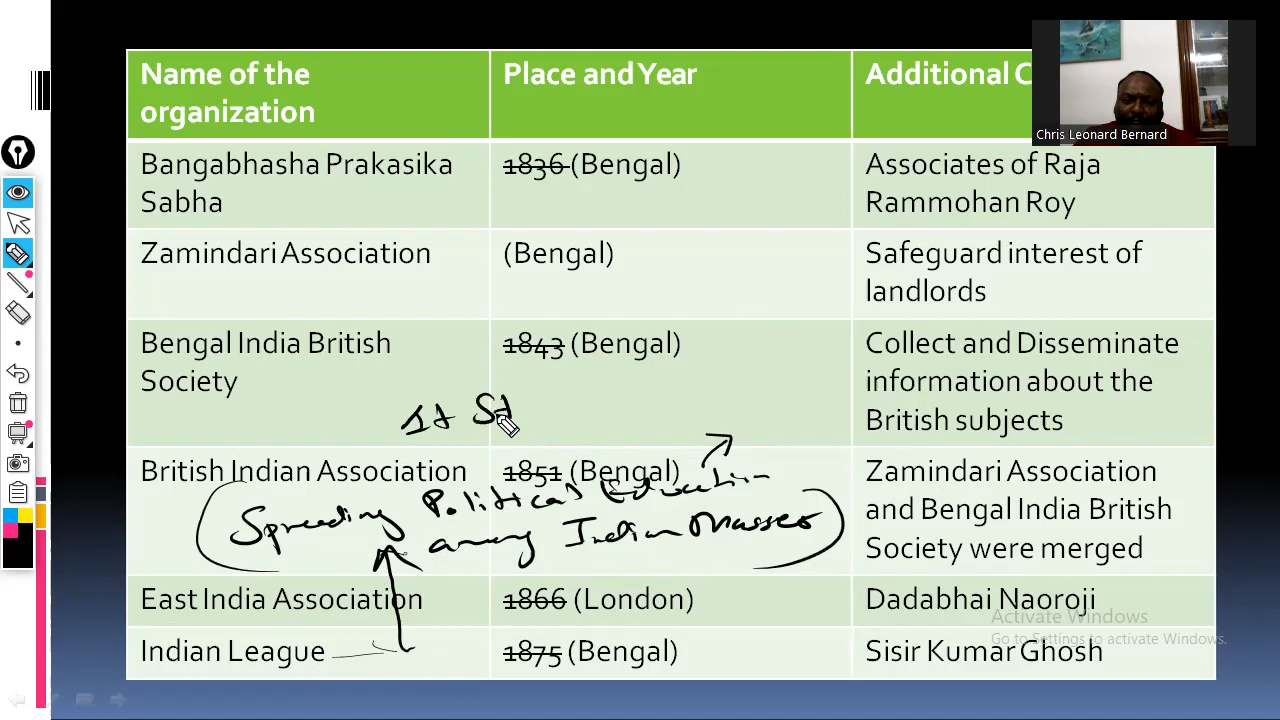 Name of the
organization
Place and Year
Additional C
Chris Leonard Bernard
Bangabhasha Prakasika
Sabha
1836 (Bengal)
Associates of Raja
Rammohan Roy
Zamindari Association
(Bengal)
Safeguard interest of
landlords
Bengal India British
Society
1843 (Bengal)
Collect and Disseminate
information about the
British subjects
1st St
British Indian Association
1851 (Bengal)
Zamindari Association
and Bengal India British
Society were merged
Spreading Political Education
among Indian Masses
East India Association
1866 (London)
Dadabhai Naoroji
Indian League
1875 (Bengal)
Sisir Kumar Ghosh
Activate Windows
Go to Settings to activate Windows.